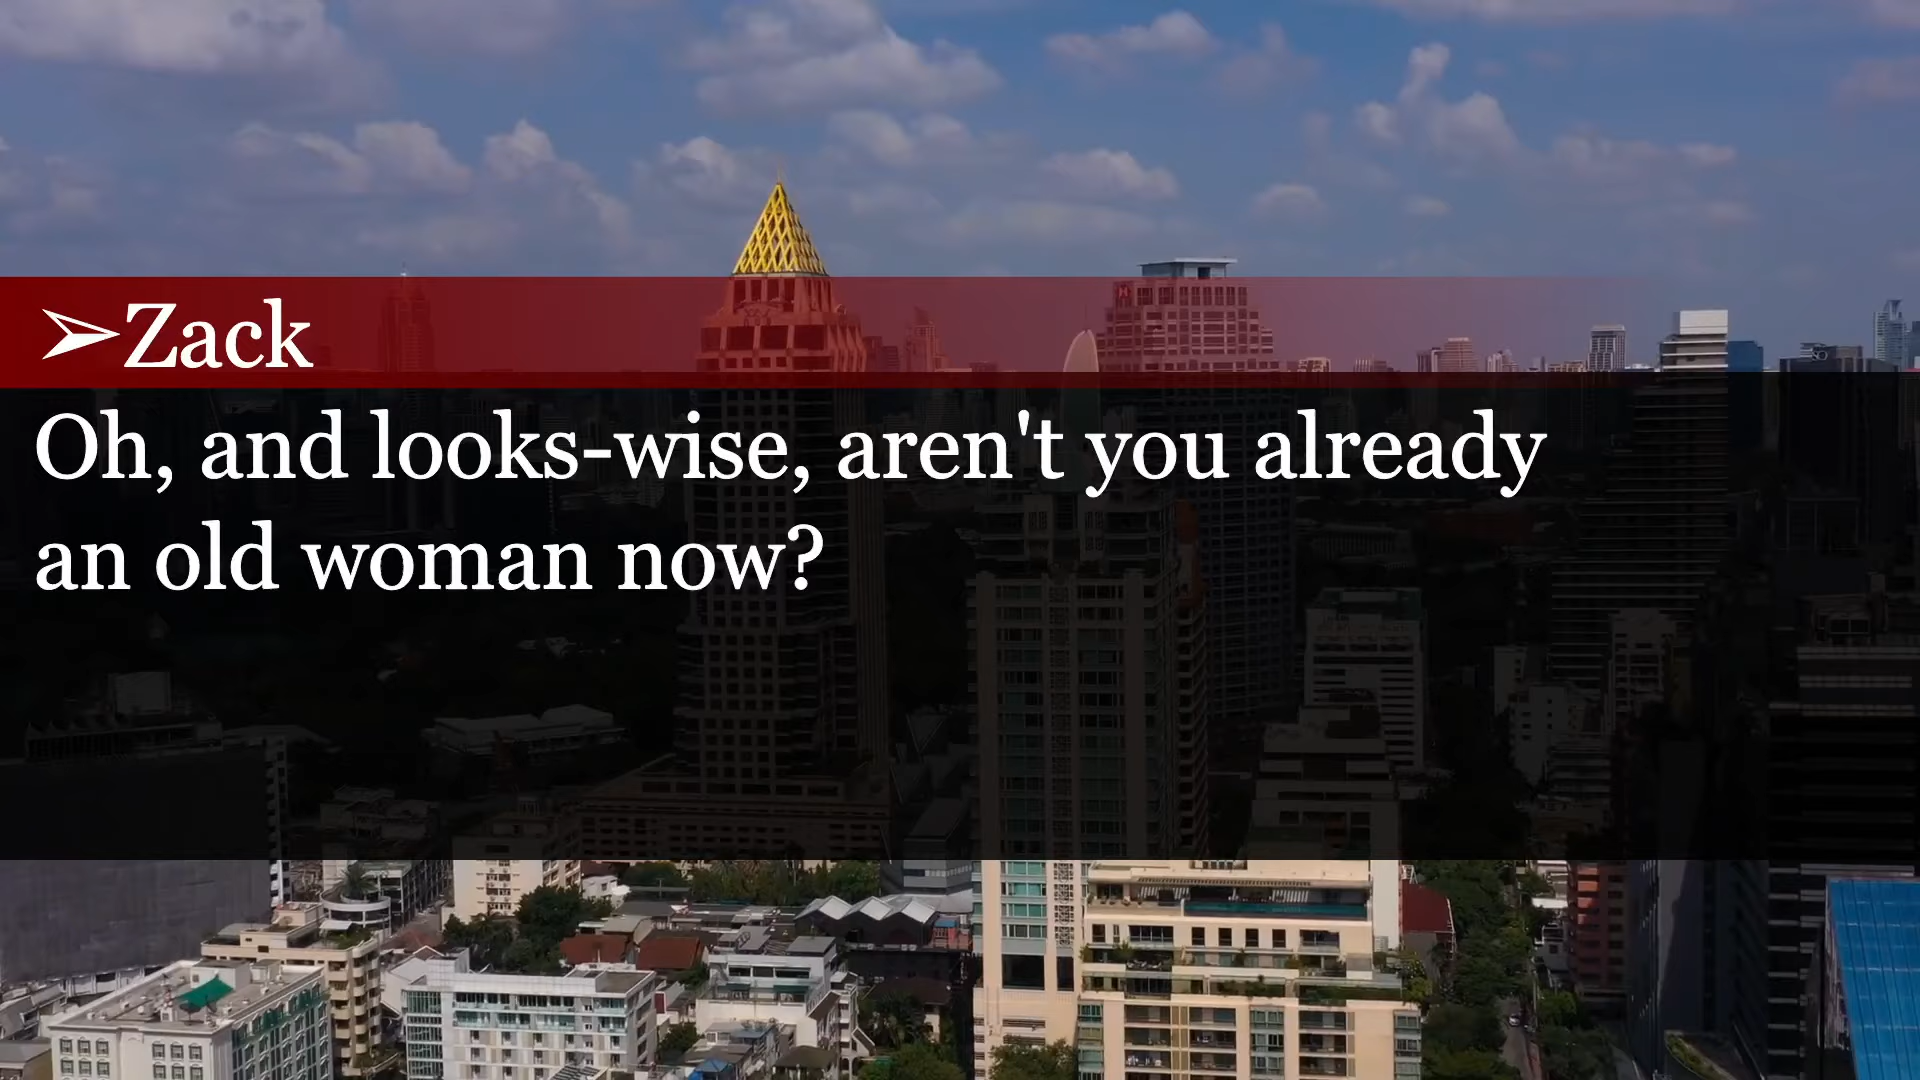 ➢Zack
Oh, and looks-wise, aren't you already
an old woman now?